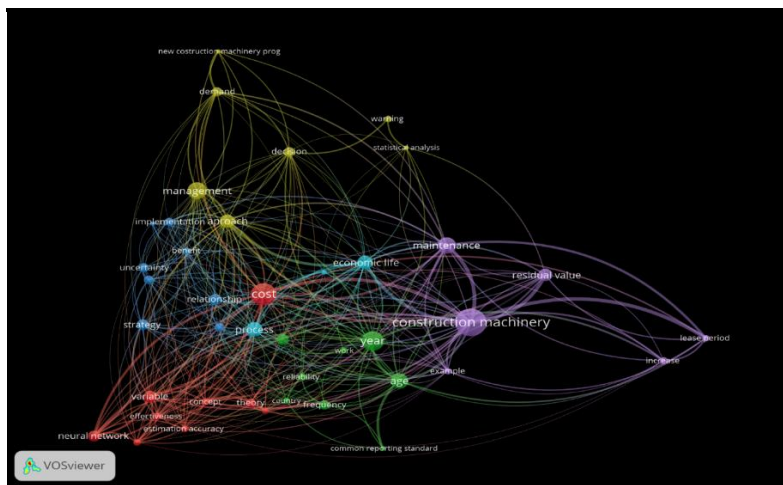 new costruction machinery prog
demand
warning
decision
statistical analysis
management
aproach
implementation
benefit
maintenance
economic life
uncertainty
residual value
cost
relationship
construction machinery
strategy
process
year
lease period
work
increase
example
reliability
age
variable
concept
theory
country
frequency
effectiveness
estimation accuracy
neural network
common reporting standard
VOSviewer